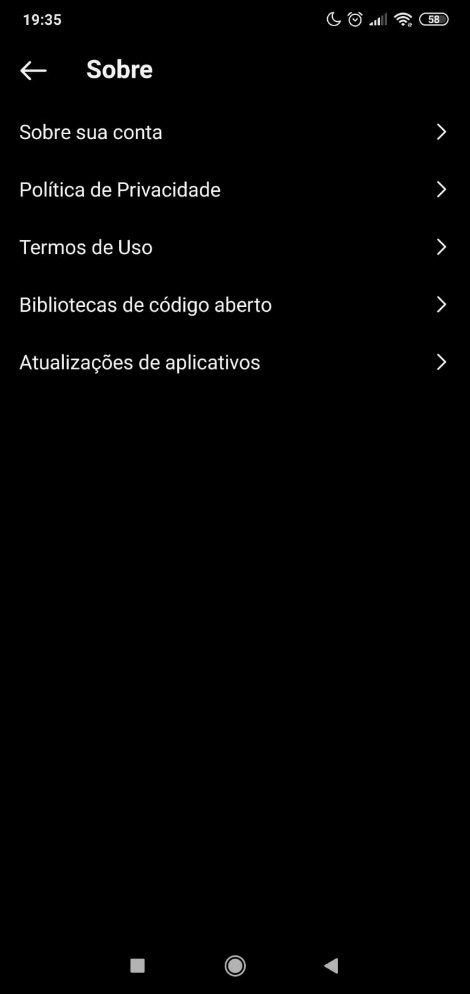 19:35
58
Sobre
Sobre sua conta
Política de Privacidade
Termos de Uso
Bibliotecas de código aberto
Atualizações de aplicativos